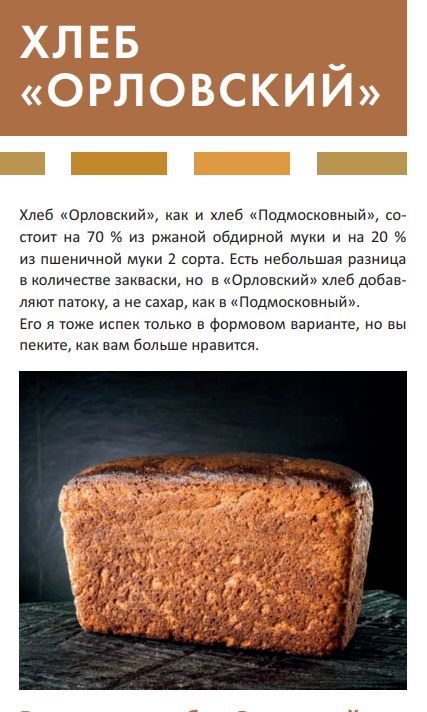 ХЛЕБ
«ОРЛОВСКИЙ»
Хлеб «Орловский», как и хлеб «Подмосковный», со-
стоит на 70 % из ржаной обдирной муки и на 20 %
из пшеничной муки 2 сорта. Есть небольшая разница
в количестве закваски, но в «Орловский» хлеб добав-
ляют патоку, а не сахар, как в «Подмосковный».
Его я тоже испек только в формовом варианте, но вы
пеките, как вам больше нравится.